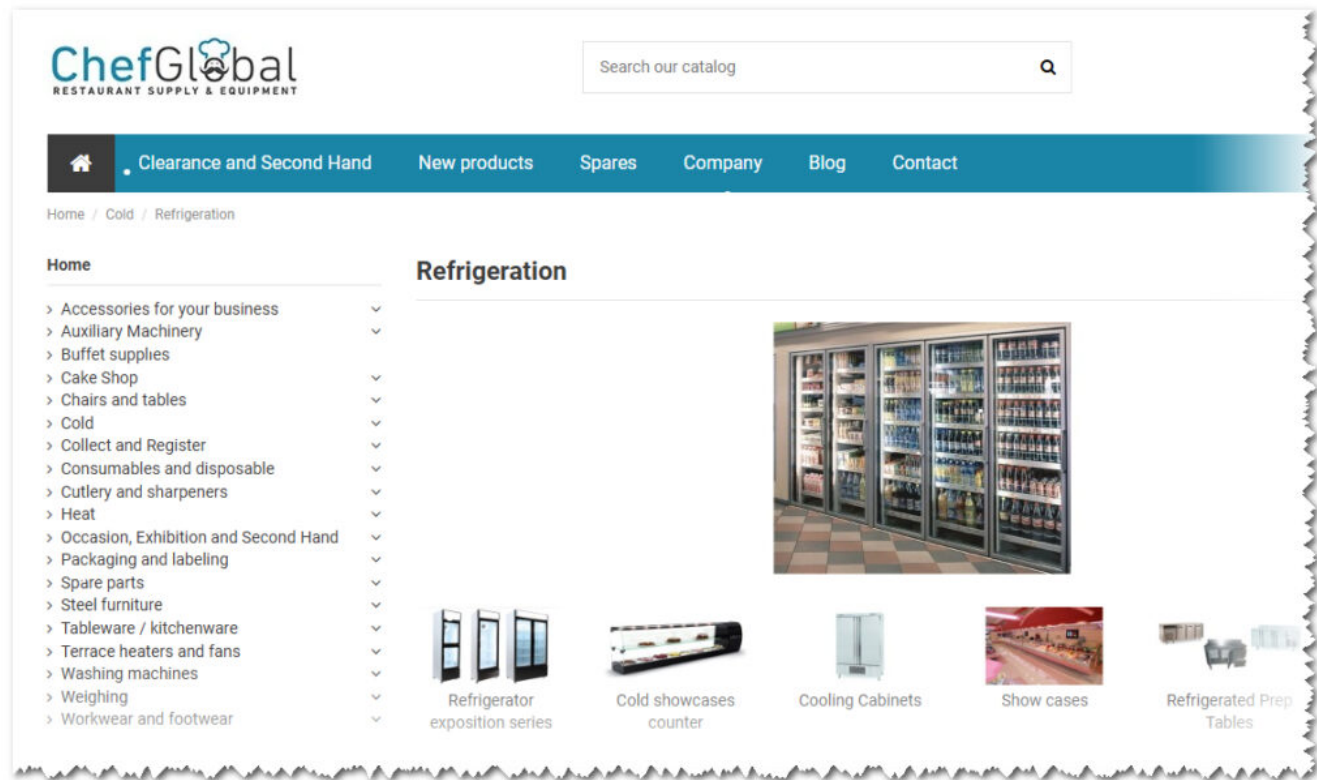 ChefGlobal
RESTAURANT SUPPLY & EQUIPMENT
Search our catalog
Clearance and Second Hand
New products
Spares
Company
Blog
Contact
Home / Cold / Refrigeration
Home
Accessories for your business
Auxiliary Machinery
Buffet supplies
Cake Shop
Chairs and tables
Cold
Collect and Register
Consumables and disposable
Cutlery and sharpeners
Heat
Occasion, Exhibition and Second Hand
Packaging and labeling
Spare parts
Steel furniture
Tableware / kitchenware
Terrace heaters and fans
Washing machines
Weighing
Workwear and footwear
Refrigeration
Refrigerator
exposition series
Cold showcases
counter
Cooling Cabinets
Show cases
Refrigerated Prep
Tables